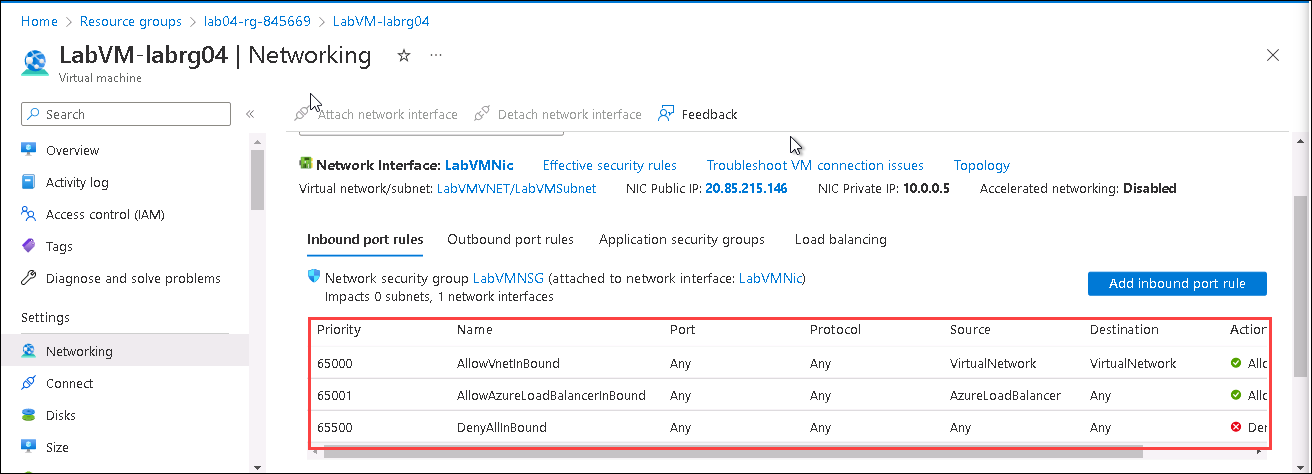 Home > Resource groups > lab04-rg-845669 > LabVM-labrg04
LabVM-labrg04 | Networking ☆ ...
Virtual machine
Search «
Attach network interface Detach network interface Feedback
Overview
Activity log
Access control (IAM)
Tags
Diagnose and solve problems
Settings
Networking
Connect
Disks
Size
Network Interface: LabVMNic Effective security rules Troubleshoot VM connection issues Topology
Virtual network/subnet: LabVMVNET/LabVMSubnet NIC Public IP: 20.85.215.146 NIC Private IP: 10.0.0.5 Accelerated networking: Disabled
Inbound port rules Outbound port rules Application security groups Load balancing
Network security group LabVMNSG (attached to network interface: LabVMNic)
Impacts 0 subnets, 1 network interfaces
Add inbound port rule
Priority Name Port Protocol Source Destination Action
65000 AllowVnetInBound Any Any VirtualNetwork VirtualNetwork Allo
65001 AllowAzureLoadBalancerInBound Any Any AzureLoadBalancer Any Allo
65500 DenyAllInBound Any Any Any Any Den